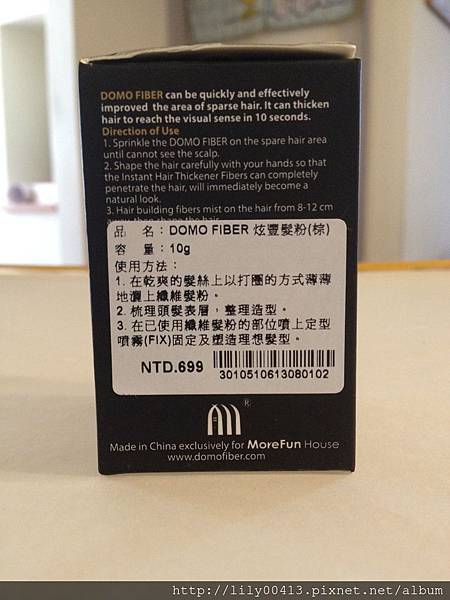 DOMO FIBER can be quickly and effectively
improved the area of sparse hair. It can thicken
hair to reach the visual sense in 10 seconds.
Direction of Use
1. Sprinkle the DOMO FIBER on the spare hair area
until cannot see the scalp.
2. Shape the hair carefully with your hands so that
the Instant Hair Thickener Fibers can completely
penetrate the hair, will immediately become a
natural look.
3. Hair building fibers mist on the hair from 8-12 cm
away, then shape the hair
品 名：DOMO FIBER 炫豐髮粉(棕)
容 量：10g
使用方法：
1. 在乾爽的髮絲上以打圈的方式薄薄
地灑上纖維髮粉。
2. 梳理頭髮表層，整理造型。
3. 在已使用纖維髮粉的部位噴上定型
噴霧(FIX)固定及塑造理想髮型。
NTD.699
3010510613080102
®
Made in China exclusively for MoreFun House
www.domofiber.com
http://lily00413.pixnet.net/album